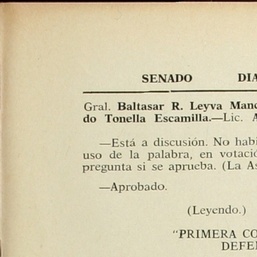 SENADO DIA
Gral. Baltasar R. Leyva Manc
do Tonella Escamilla.—Lic. A
—Está a discusión. No habi
uso de la palabra, en votació
pregunta si se aprueba. (La As
—Aprobado.
(Leyendo.)
"PRIMERA CO
DEFE